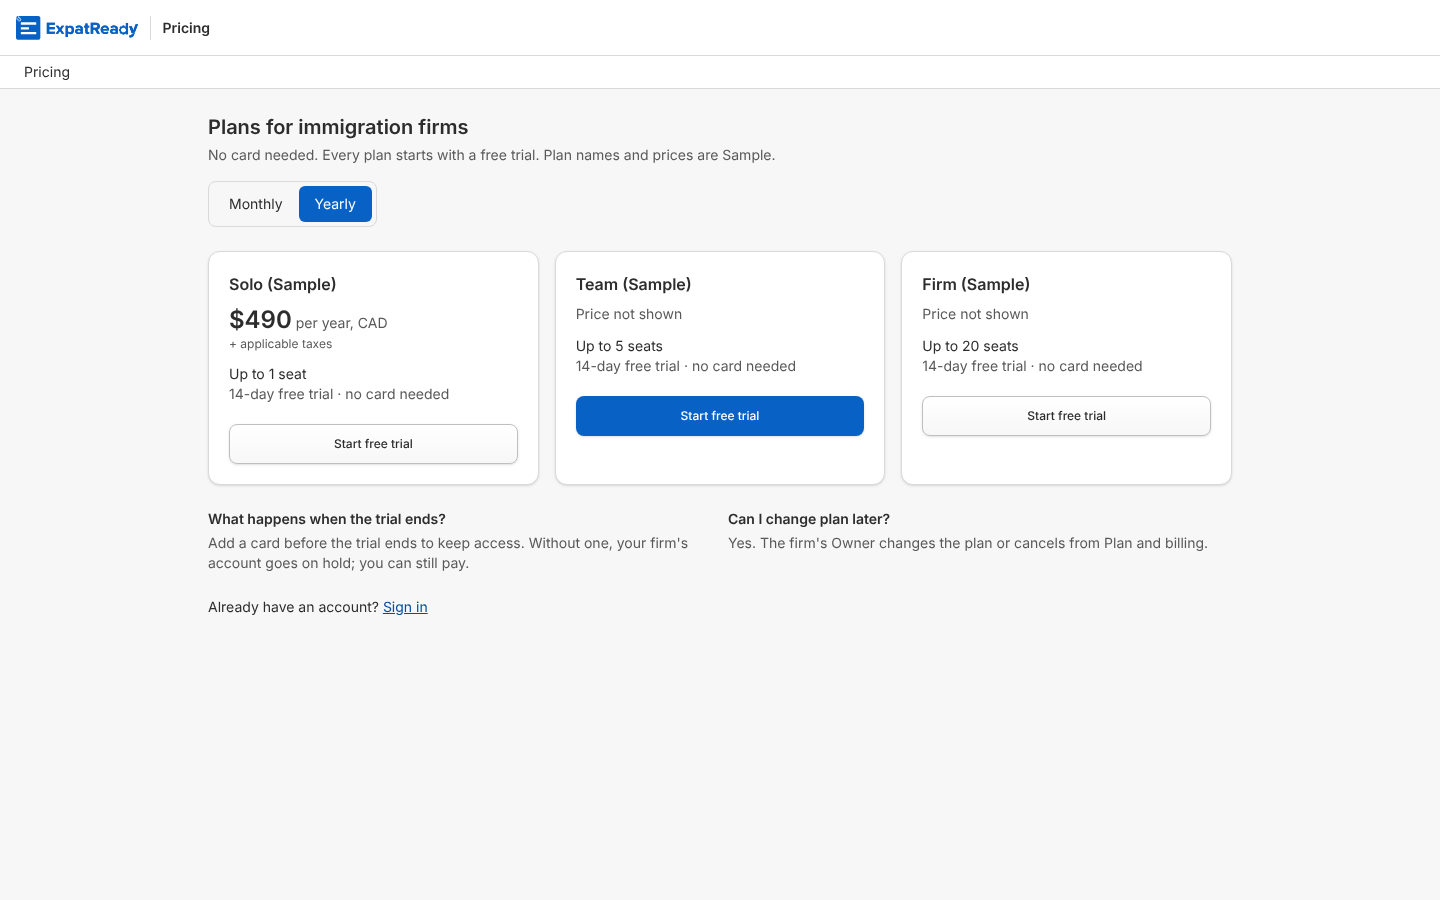 ExpatReady
Pricing
Pricing
Plans for immigration firms
No card needed. Every plan starts with a free trial. Plan names and prices are Sample.
Monthly
Yearly
Solo (Sample)
$490 per year, CAD
+ applicable taxes
Up to 1 seat
14-day free trial · no card needed
Start free trial
Team (Sample)
Price not shown
Up to 5 seats
14-day free trial · no card needed
Start free trial
Firm (Sample)
Price not shown
Up to 20 seats
14-day free trial · no card needed
Start free trial
What happens when the trial ends?
Add a card before the trial ends to keep access. Without one, your firm's
account goes on hold; you can still pay.
Can I change plan later?
Yes. The firm's Owner changes the plan or cancels from Plan and billing.
Already have an account? Sign in